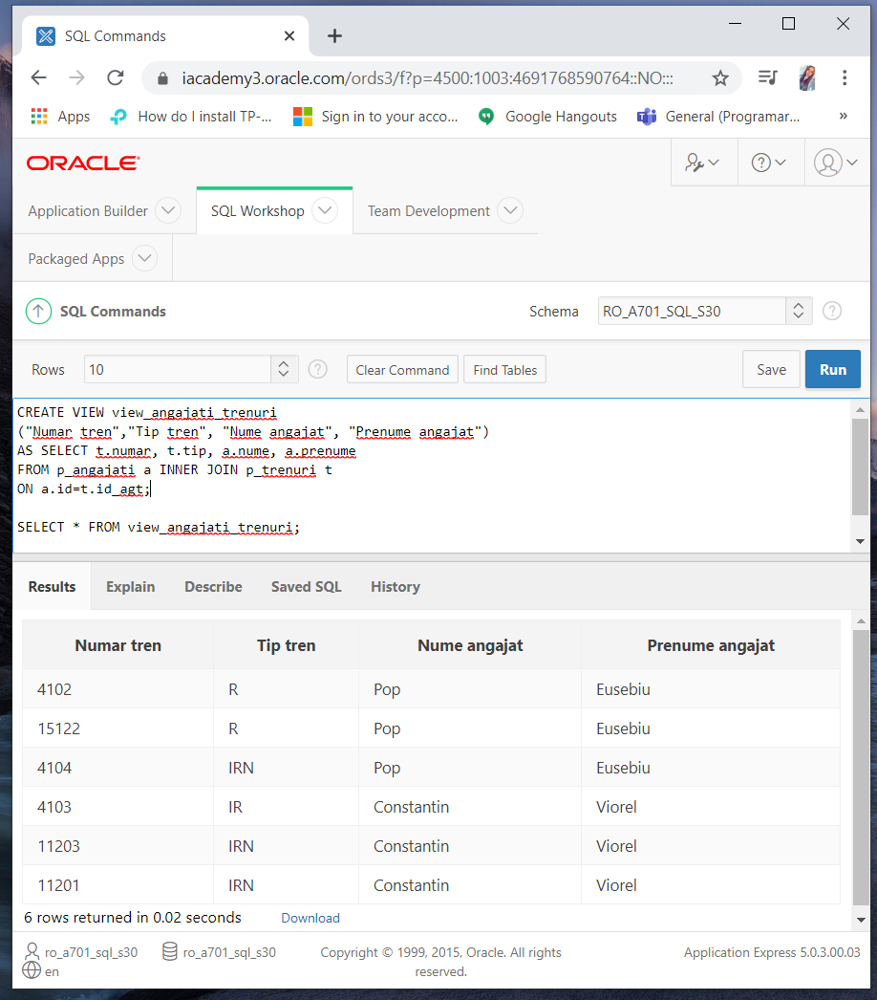 SQL Commands
iacademy3.oracle.com/ords3/f?p=4500:1003:4691768590764::NO:::
Apps How do I install TP-... Sign in to your acco... Google Hangouts General (Programar... »
ORACLE
Application Builder SQL Workshop Team Development
Packaged Apps
SQL Commands Schema RO_A701_SQL_S30
Rows 10 Clear Command Find Tables Save Run
CREATE VIEW view_angajati_trenuri
("Numar tren","Tip tren", "Nume angajat", "Prenume angajat")
AS SELECT t.numar, t.tip, a.nume, a.prenume
FROM p_angajati a INNER JOIN p_trenuri t
ON a.id=t.id_agt;
SELECT * FROM view_angajati_trenuri;
Results Explain Describe Saved SQL History
Numar tren Tip tren Nume angajat Prenume angajat
4102 R Pop Eusebiu
15122 R Pop Eusebiu
4104 IRN Pop Eusebiu
4103 IR Constantin Viorel
11203 IRN Constantin Viorel
11201 IRN Constantin Viorel
6 rows returned in 0.02 seconds Download
ro_a701_sql_s30 ro_a701_sql_s30 Copyright © 1999, 2015, Oracle. All rights Application Express 5.0.3.00.03
en reserved.